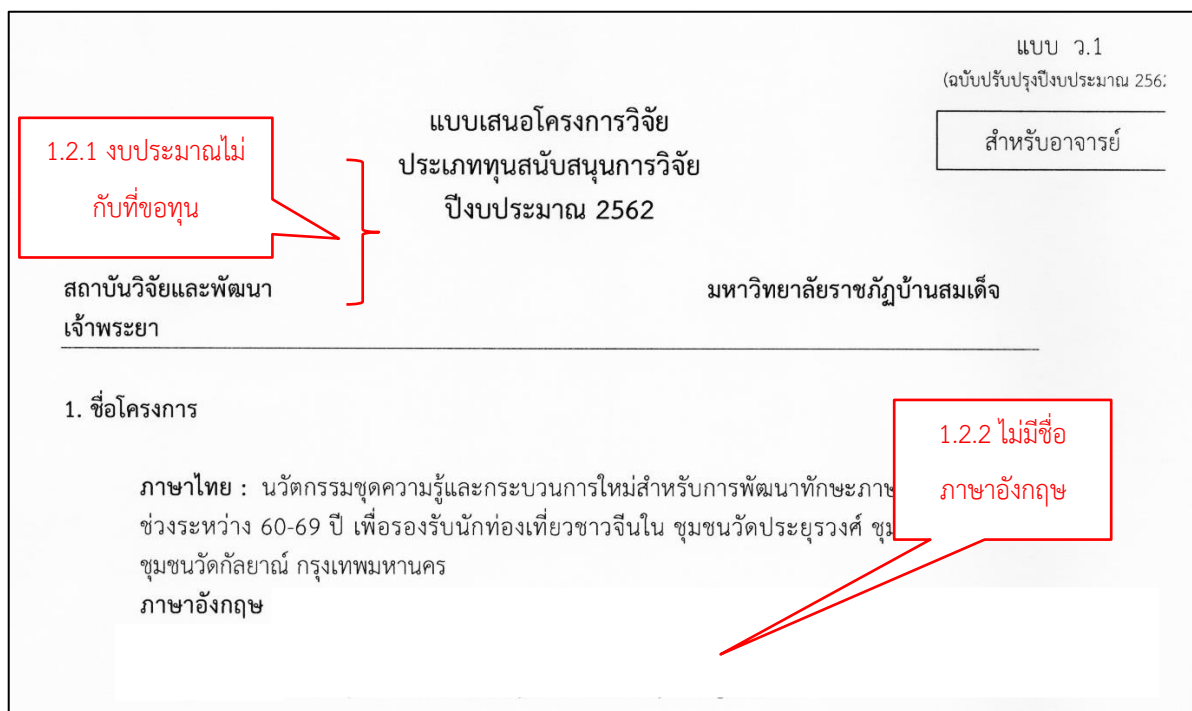 แบบ ว.1
(ฉบับปรับปรุงปีงบประมาณ 2562
สำหรับอาจารย์
แบบเสนอโครงการวิจัย
ประเภททุนสนับสนุนการวิจัย
ปีงบประมาณ 2562
1.2.1 งบประมาณไม่
กับที่ขอทุน
สถาบันวิจัยและพัฒนา มหาวิทยาลัยราชภัฏบ้านสมเด็จ
เจ้าพระยา
1. ชื่อโครงการ
1.2.2 ไม่มีชื่อ
ภาษาอังกฤษ
ภาษาไทย : นวัตกรรมชุดความรู้และกระบวนการใหม่สำหรับการพัฒนาทักษะภาษ
ช่วงระหว่าง 60-69 ปี เพื่อรองรับนักท่องเที่ยวชาวจีนใน ชุมชนวัดประยุรวงศ์ ชุม
ชุมชนวัดกัลยาณ์ กรุงเทพมหานคร
ภาษาอังกฤษ